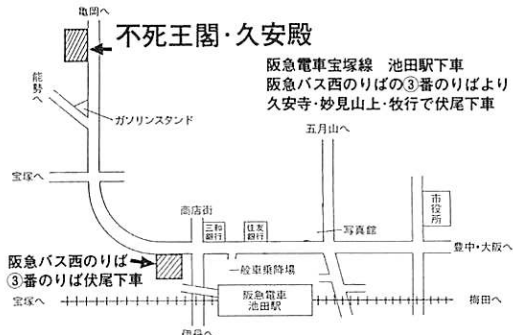 亀岡へ
不死王閣・久安殿
阪急電車宝塚線 池田駅下車
阪急バス西のりばの③番のりばより
久安寺・妙見山上・牧行で伏尾下車
能勢へ
ガソリンスタンド
五月山へ
宝塚へ
商店街
三和銀行
住友銀行
写真館
市役所
豊中・大阪へ
阪急バス西のりば
③番のりば伏尾下車
一般車乗降場
宝塚へ
阪急電車
池田駅
梅田へ
伊丹へ